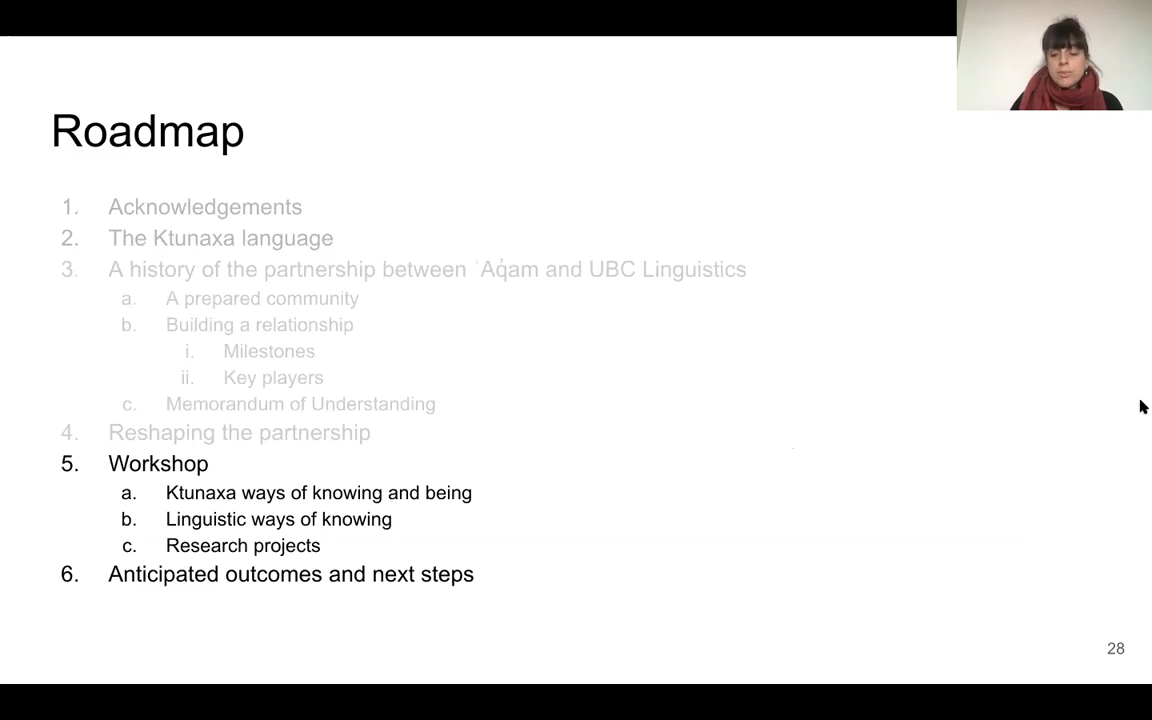 Roadmap
1. Acknowledgements
2. The Ktunaxa language
3. A history of the partnership between ʾAq̓am and UBC Linguistics
a. A prepared community
b. Building a relationship
i. Milestones
ii. Key players
c. Memorandum of Understanding
4. Reshaping the partnership
5. Workshop
a. Ktunaxa ways of knowing and being
b. Linguistic ways of knowing
c. Research projects
6. Anticipated outcomes and next steps
28